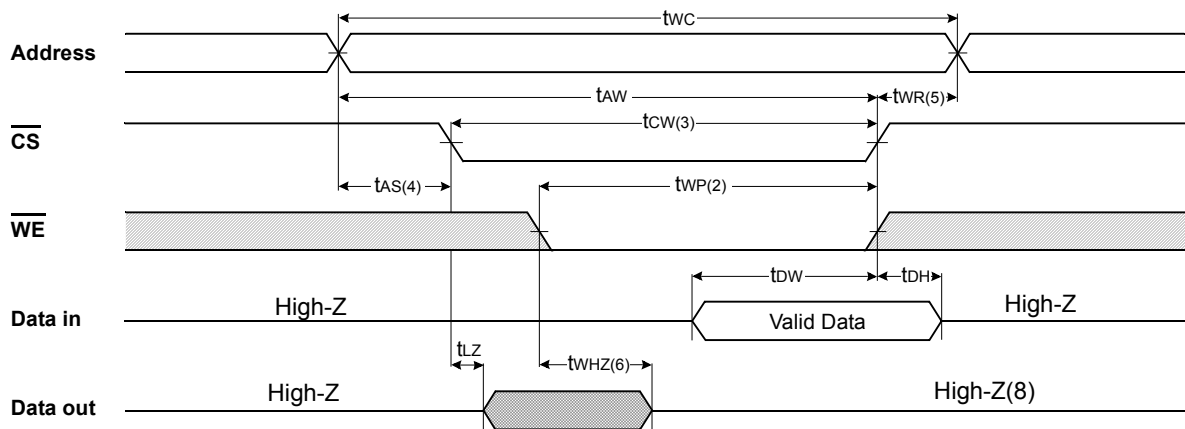 tWC
Address
tAW
tWR(5)
CS
tCW(3)
tAS(4)
tWP(2)
WE
tDW
tDH
Data in
High-Z
Valid Data
High-Z
tLZ
tWHZ(6)
Data out
High-Z
High-Z(8)